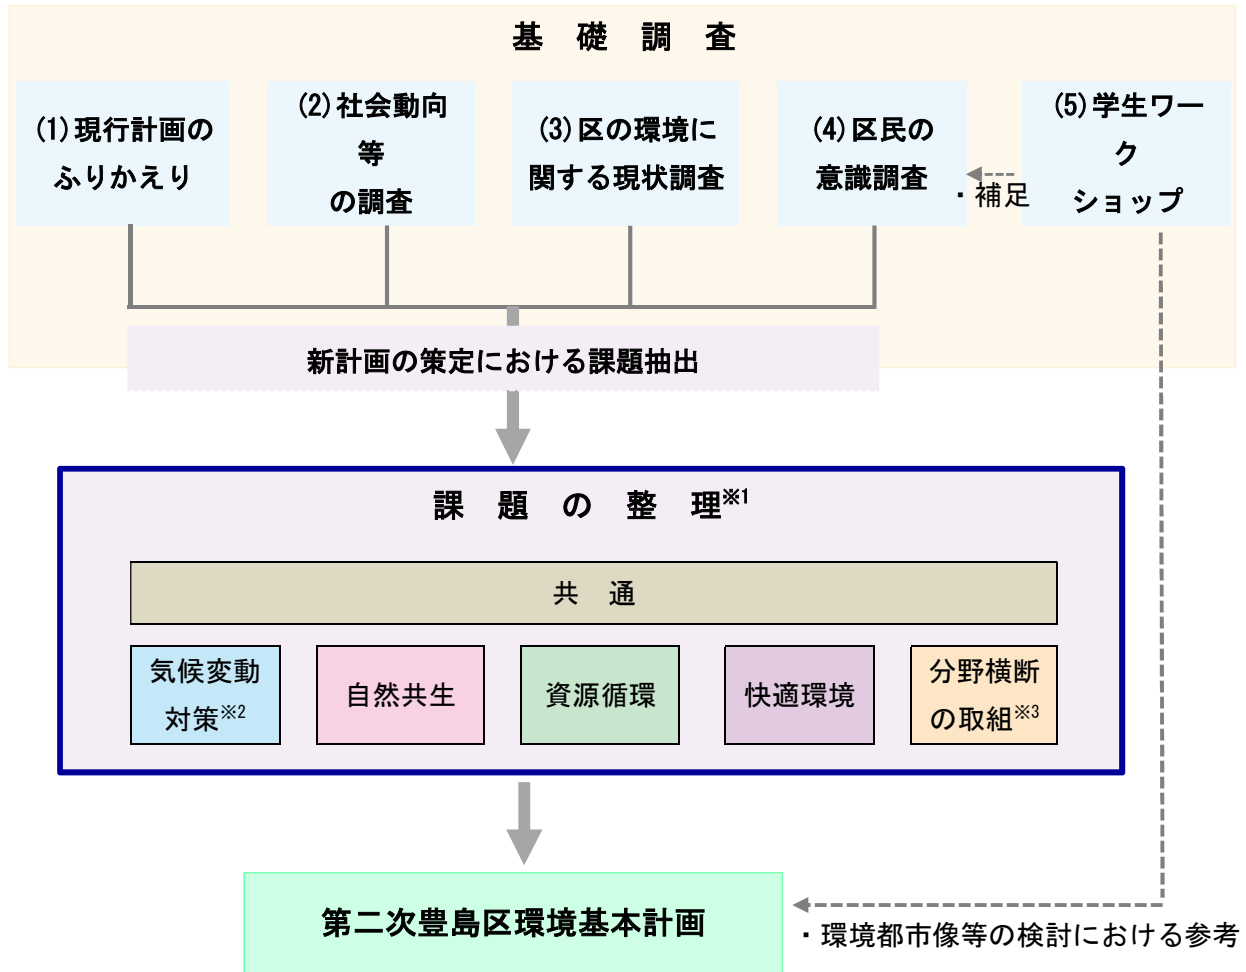 基　礎　調　査
(1)現行計画の
ふりかえり
(2)社会動向
等
の調査
(3)区の環境に
関する現状調査
(4)区民の
意識調査
(5)学生ワー
ク
ショップ
・補足
新計画の策定における課題抽出
課　題　の　整　理※1
共　通
気候変動
対策※2
自然共生
資源循環
快適環境
分野横断
の取組※3
第二次豊島区環境基本計画
・環境都市像等の検討における参考